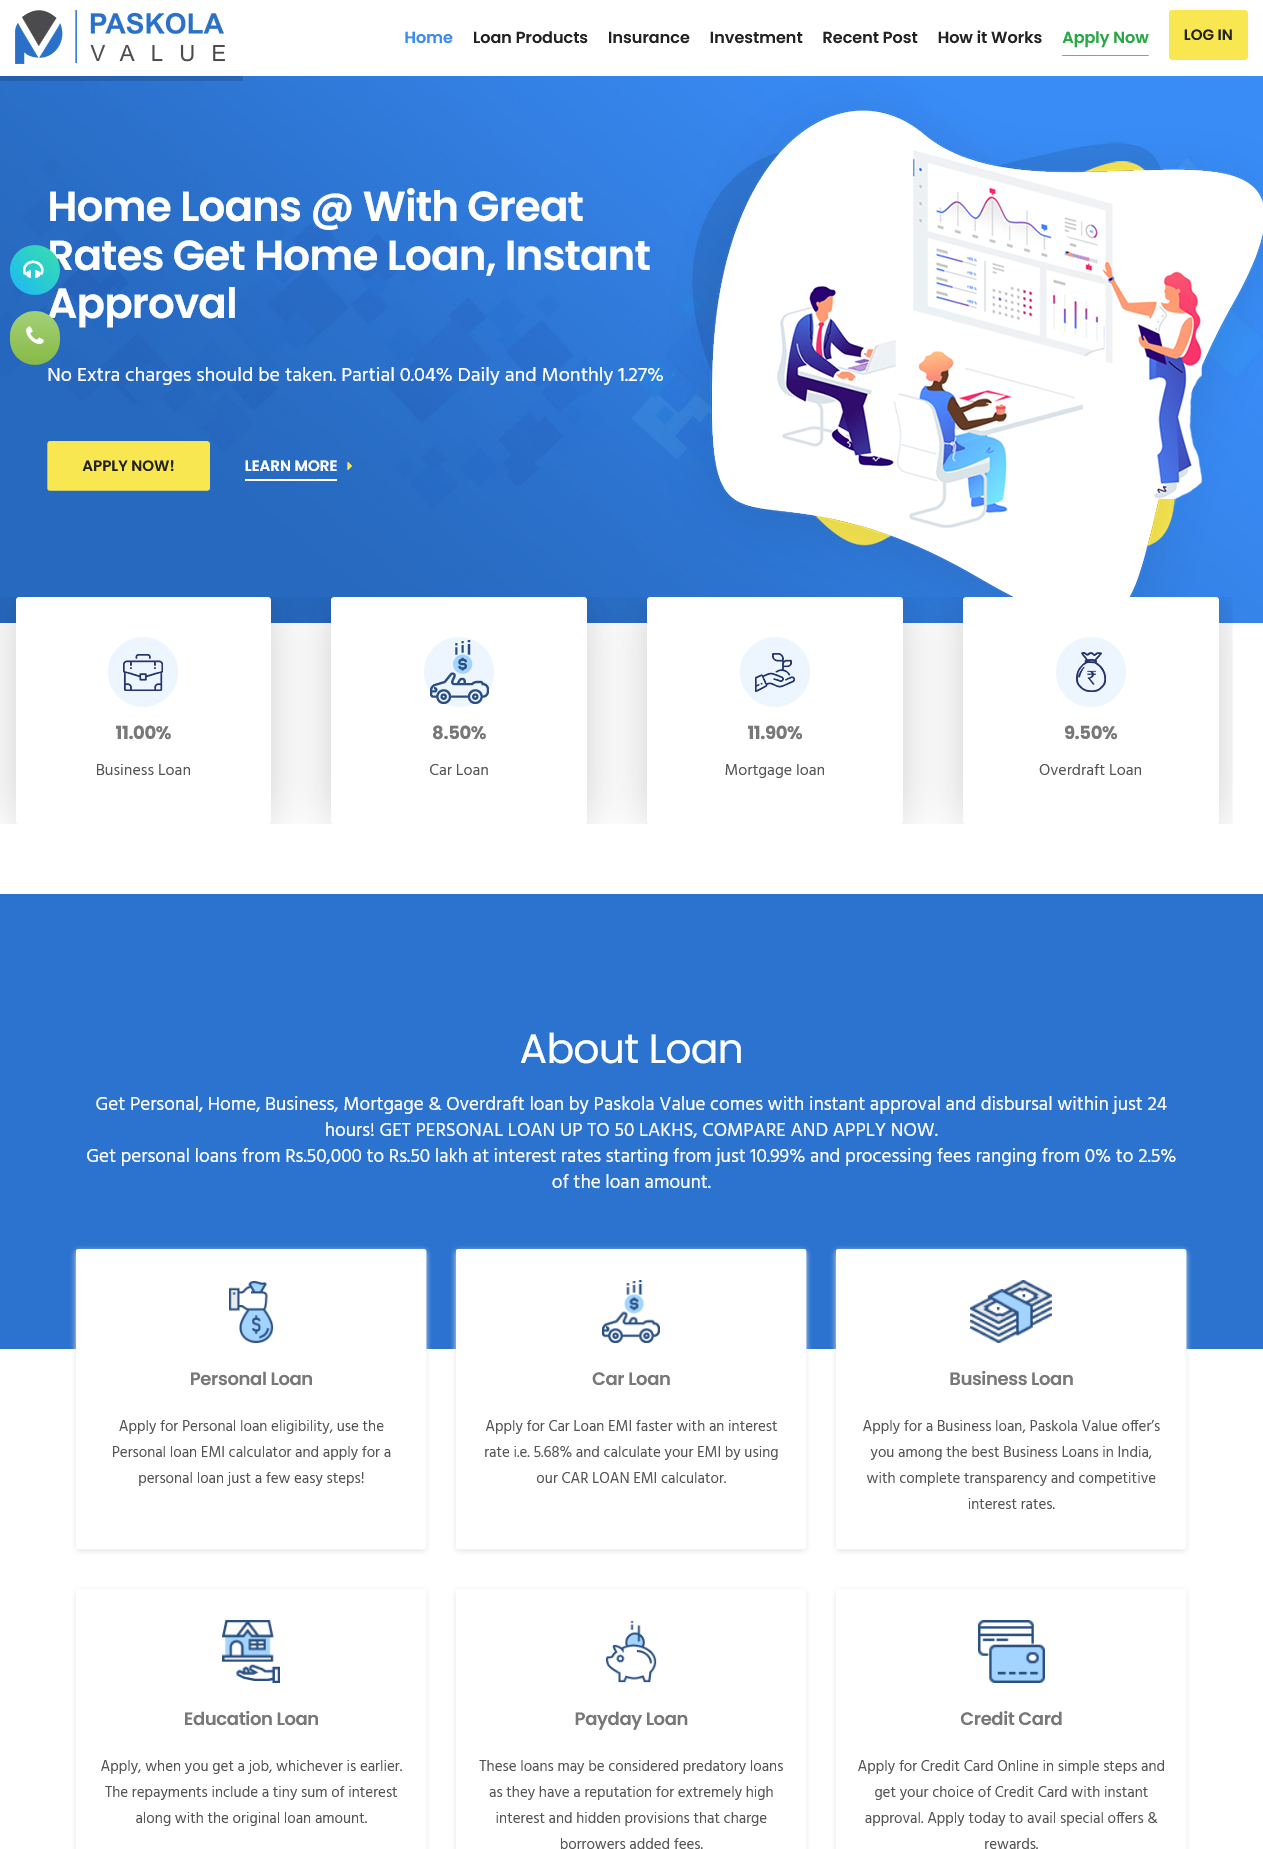 PASKOLA
VALUE
Home Loan Products Insurance Investment Recent Post How it Works Apply Now LOG IN
Home Loans @ With Great
Rates Get Home Loan, Instant
Approval
No Extra charges should be taken. Partial 0.04% Daily and Monthly 1.27%
APPLY NOW! LEARN MORE
11.00%
Business Loan
8.50%
Car Loan
11.90%
Mortgage loan
9.50%
Overdraft Loan
About Loan
Get Personal, Home, Business, Mortgage & Overdraft loan by Paskola Value comes with instant approval and disbursal within just 24
hours! GET PERSONAL LOAN UP TO 50 LAKHS, COMPARE AND APPLY NOW.
Get personal loans from Rs.50,000 to Rs.50 lakh at interest rates starting from just 10.99% and processing fees ranging from 0% to 2.5%
of the loan amount.
Personal Loan
Apply for Personal loan eligibility, use the
Personal loan EMI calculator and apply for a
personal loan just a few easy steps!
Car Loan
Apply for Car Loan EMI faster with an interest
rate i.e. 5.68% and calculate your EMI by using
our CAR LOAN EMI calculator.
Business Loan
Apply for a Business loan, Paskola Value offer's
you among the best Business Loans in India,
with complete transparency and competitive
interest rates.
Education Loan
Apply, when you get a job, whichever is earlier.
The repayments include a tiny sum of interest
along with the original loan amount.
Payday Loan
These loans may be considered predatory loans
as they have a reputation for extremely high
interest and hidden provisions that charge
borrowers added fees.
Credit Card
Apply for Credit Card Online in simple steps and
get your choice of Credit Card with instant
approval. Apply today to avail special offers &
rewards.